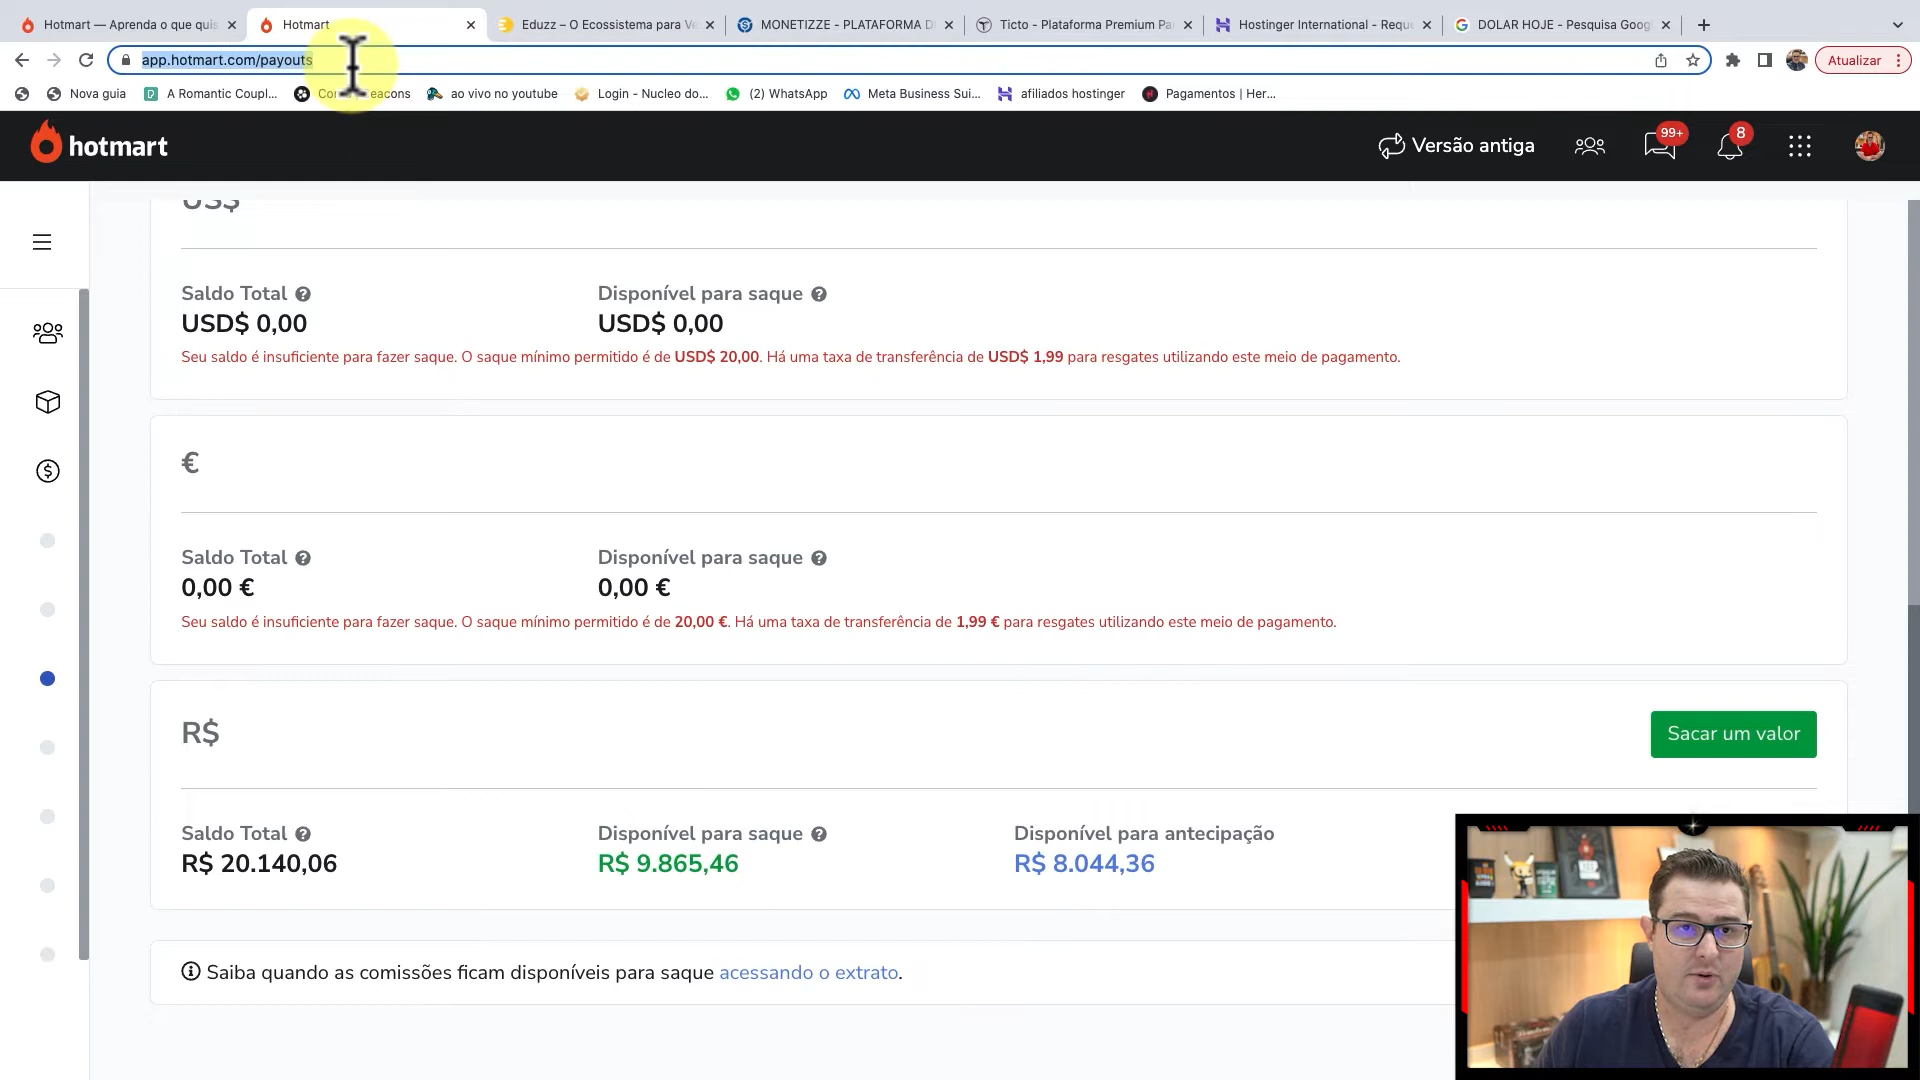 Hotmart — Aprenda o que quis
Hotmart
Eduzz – O Ecossistema para Ve
MONETIZZE - PLATAFORMA D
Ticto - Plataforma Premium Pa
Hostinger International - Reque
DOLAR HOJE - Pesquisa Goog
app.hotmart.com/payouts
Atualizar
Nova guia
A Romantic Coupl...
ao vivo no youtube
Login - Nucleo do...
(2) WhatsApp
Meta Business Sui...
afiliados hostinger
Pagamentos | Her...
hotmart
Versão antiga
99+
8
US$
Saldo Total
Disponível para saque
USD$ 0,00
USD$ 0,00
Seu saldo é insuficiente para fazer saque. O saque mínimo permitido é de USD$ 20,00. Há uma taxa de transferência de USD$ 1,99 para resgates utilizando este meio de pagamento.
€
Saldo Total
Disponível para saque
0,00 €
0,00 €
Seu saldo é insuficiente para fazer saque. O saque mínimo permitido é de 20,00 €. Há uma taxa de transferência de 1,99 € para resgates utilizando este meio de pagamento.
R$
Sacar um valor
Saldo Total
Disponível para saque
Disponível para antecipação
R$ 20.140,06
R$ 9.865,46
R$ 8.044,36
Saiba quando as comissões ficam disponíveis para saque acessando o extrato.